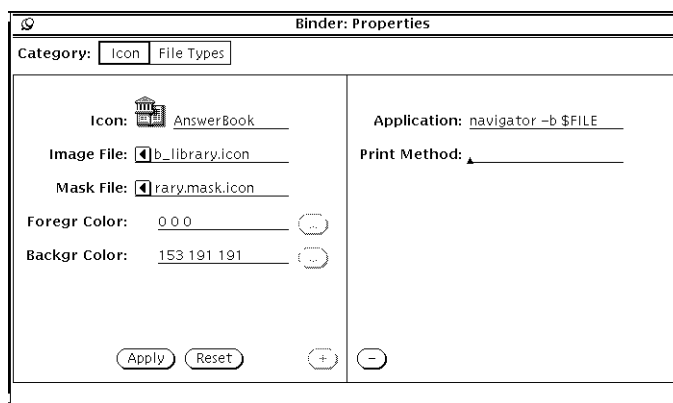 Binder: Properties
Category: Icon File Types
Icon: AnswerBook
Image File: b_library.icon
Mask File: rary.mask.icon
Foregr Color: 0 0 0 ...
Backgr Color: 153 191 191 ...
Apply Reset +
Application: navigator –b $FILE
Print Method:
–